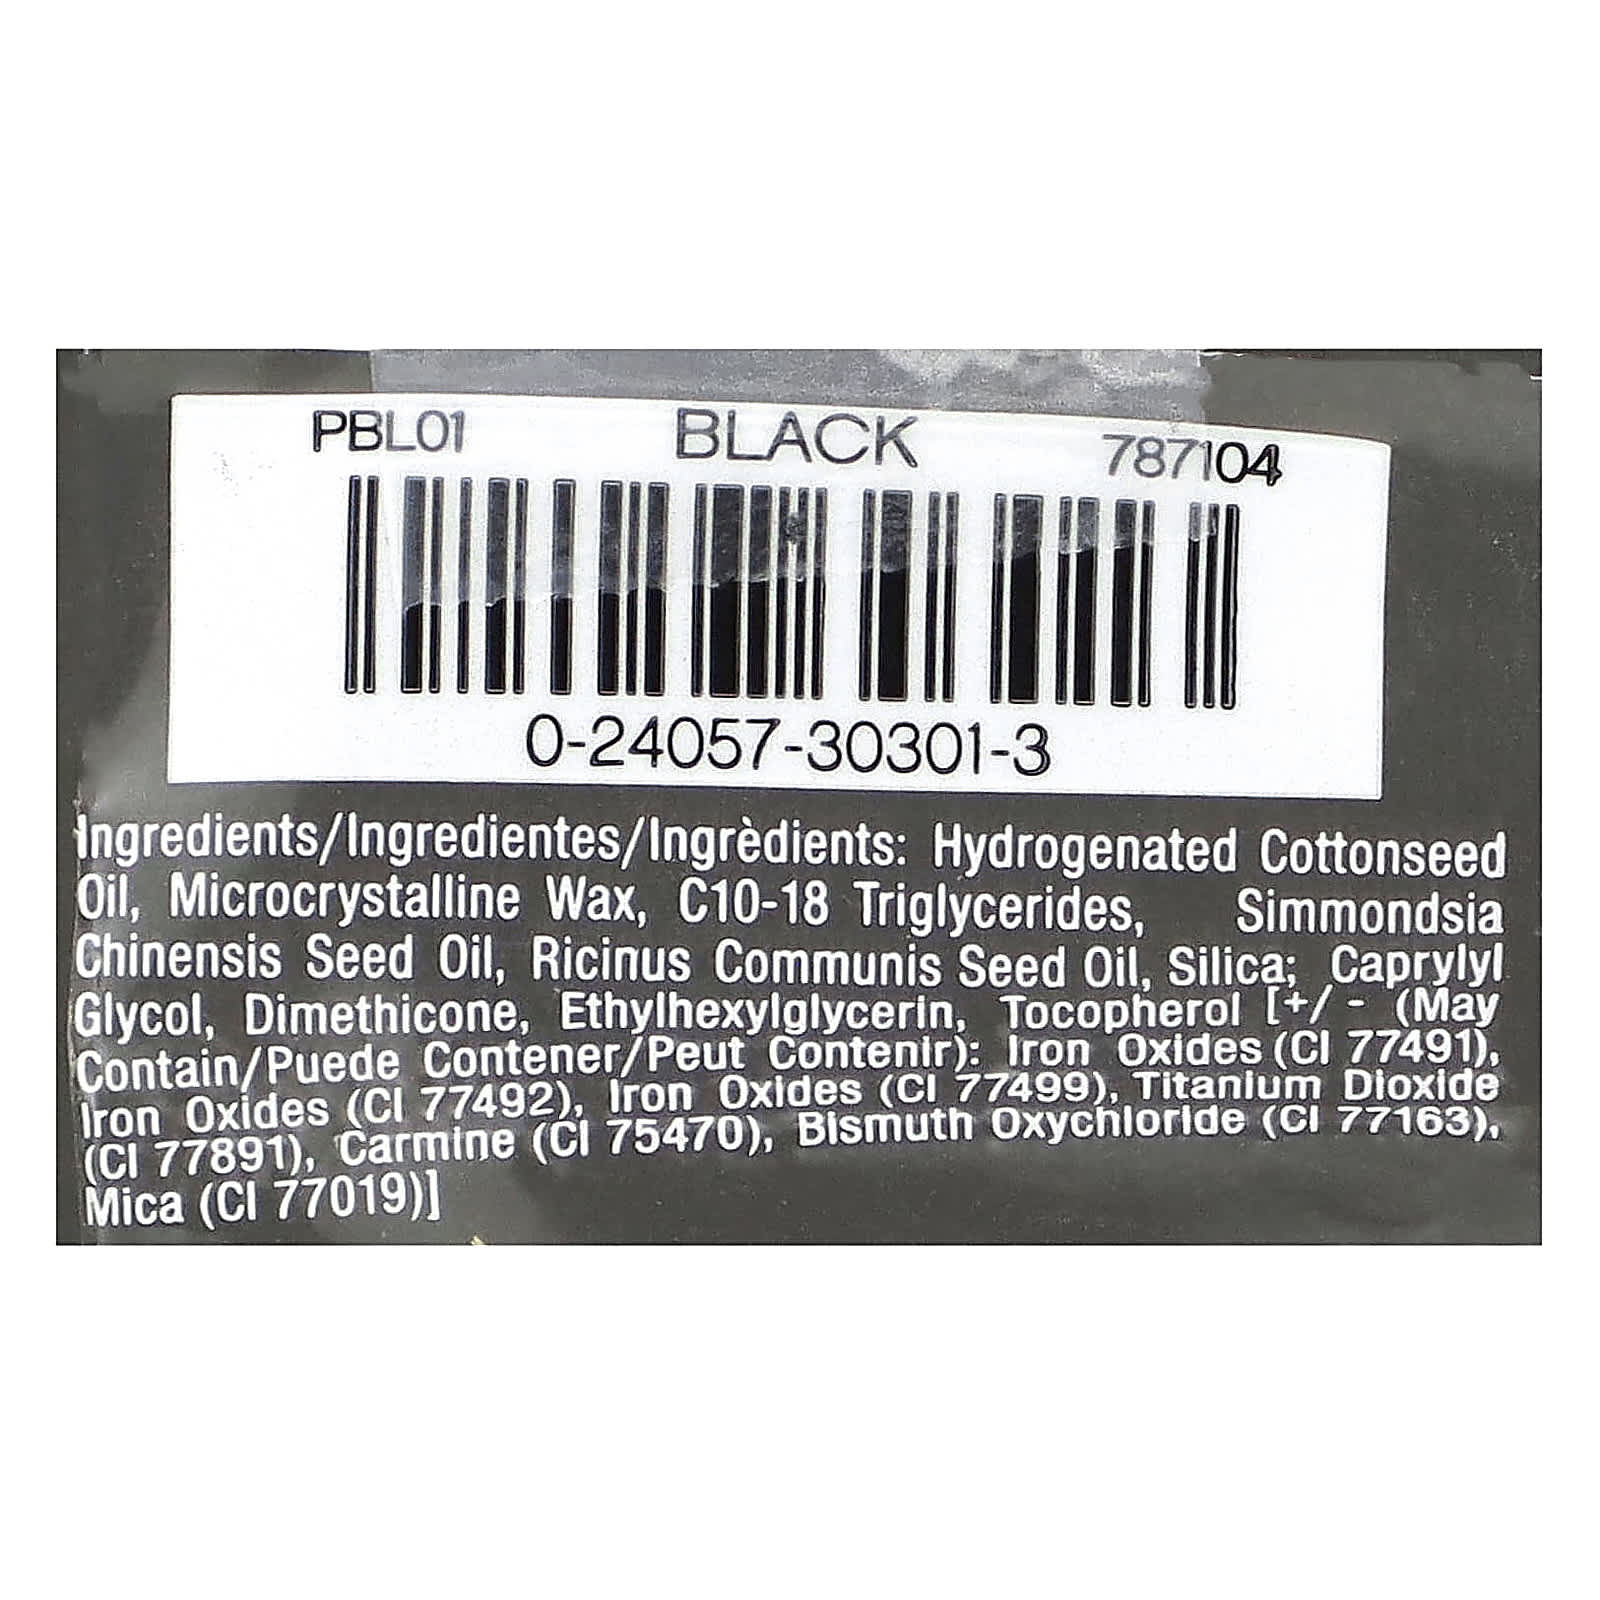 PBL01 BLACK 787104
0-24057-30301-3
Ingredients/Ingredientes/Ingrèdients: Hydrogenated Cottonseed
Oil, Microcrystalline Wax, C10-18 Triglycerides, Simmondsia
Chinensis Seed Oil, Ricinus Communis Seed Oil, Silica; Caprylyl
Glycol, Dimethicone, Ethylhexylglycerin, Tocopherol [+/ - (May
Contain/Puede Contener/Peut Contenir): Iron Oxides (CI 77491),
Iron Oxides (CI 77492), Iron Oxides (CI 77499), Titanium Dioxide
(CI 77891), Carmine (CI 75470), Bismuth Oxychloride (CI 77163),
Mica (CI 77019)]